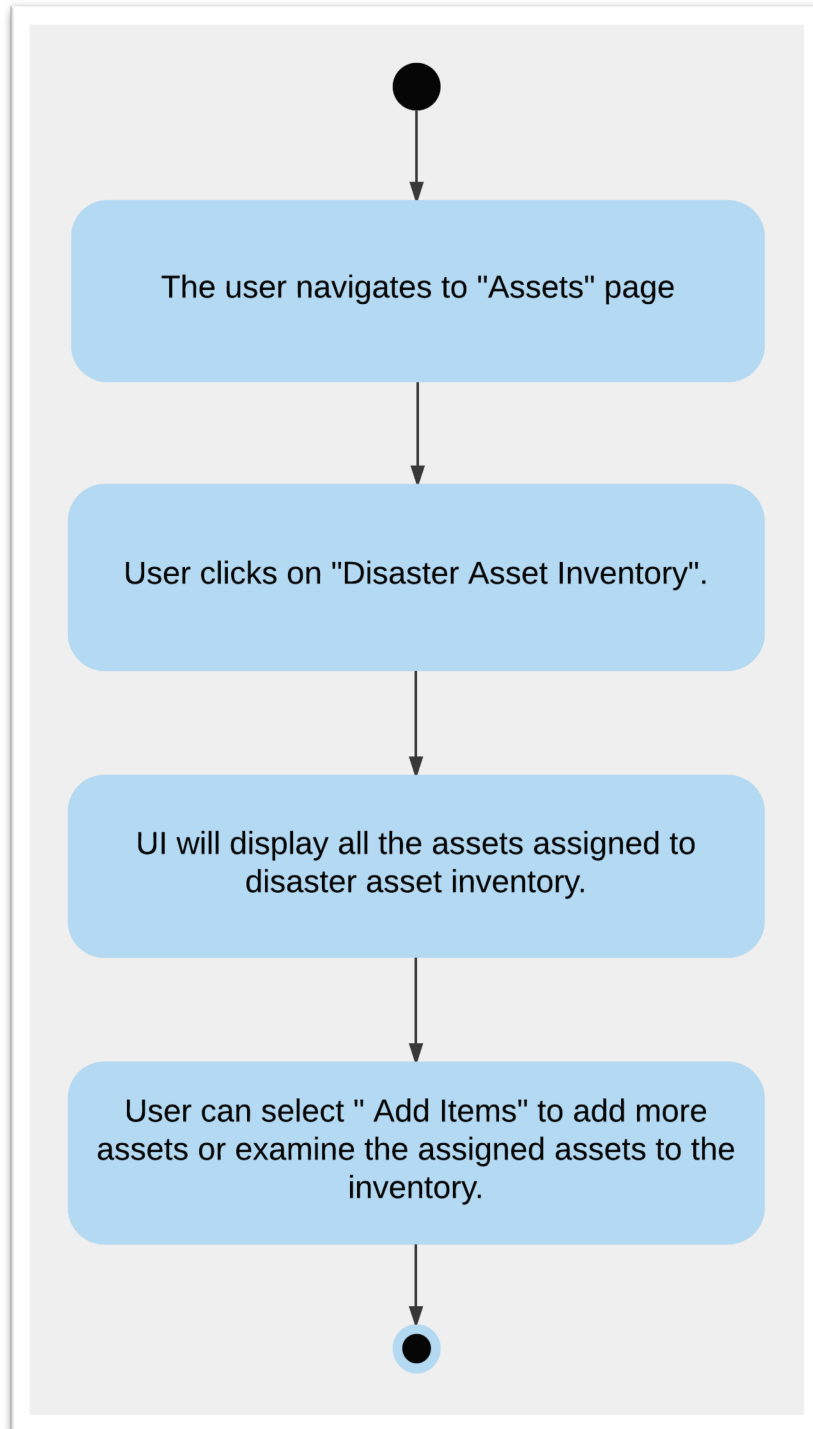 The user navigates to "Assets" page
User clicks on "Disaster Asset Inventory".
UI will display all the assets assigned to
disaster asset inventory.
User can select " Add Items" to add more
assets or examine the assigned assets to the
inventory.